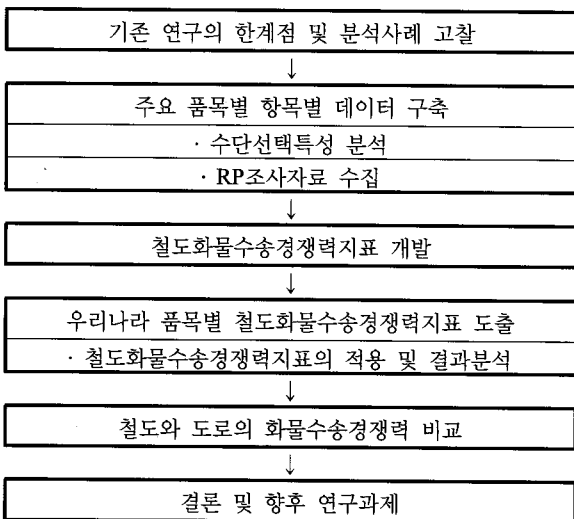 기존 연구의 한계점 및 분석사례 고찰
↓
주요 품목별 항목별 데이터 구축
· 수단선택특성 분석
· RP조사자료 수집
↓
철도화물수송경쟁력지표 개발
↓
우리나라 품목별 철도화물수송경쟁력지표 도출
· 철도화물수송경쟁력지표의 적용 및 결과분석
↓
철도와 도로의 화물수송경쟁력 비교
↓
결론 및 향후 연구과제